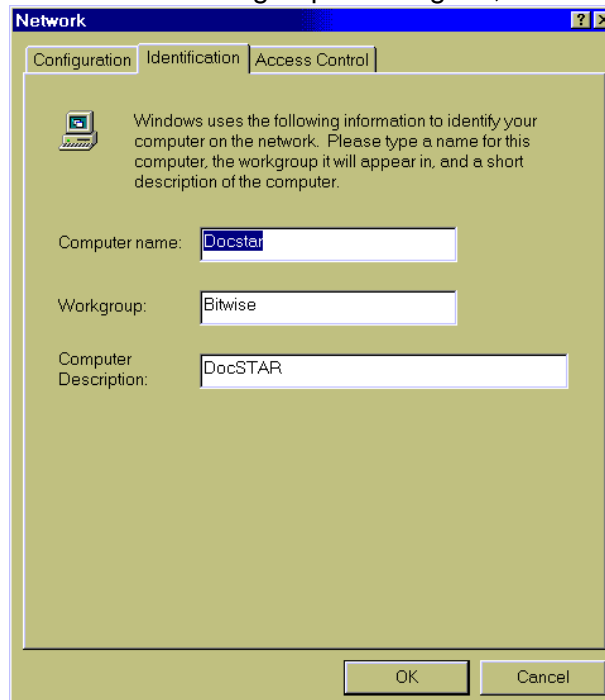 Network
Configuration Identification Access Control
Windows uses the following information to identify your
computer on the network. Please type a name for this
computer, the workgroup it will appear in, and a short
description of the computer.
Computer name: Docstar
Workgroup: Bitwise
Computer
Description: DocSTAR
OK Cancel